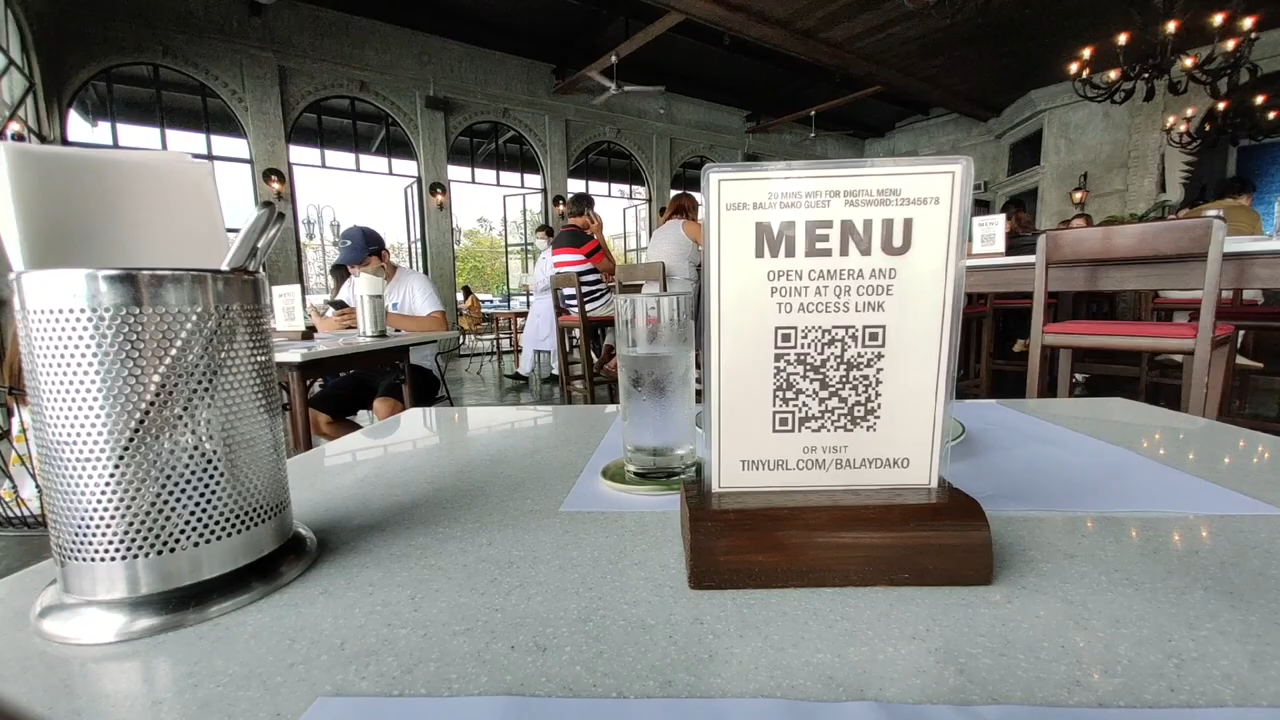 20 MINS WIFI FOR DIGITAL MENU
USER: BALAY DAKO GUEST PASSWORD:12345678
MENU
OPEN CAMERA AND
POINT AT QR CODE
TO ACCESS LINK
OR VISIT
TINYURL.COM/BALAYDAKO